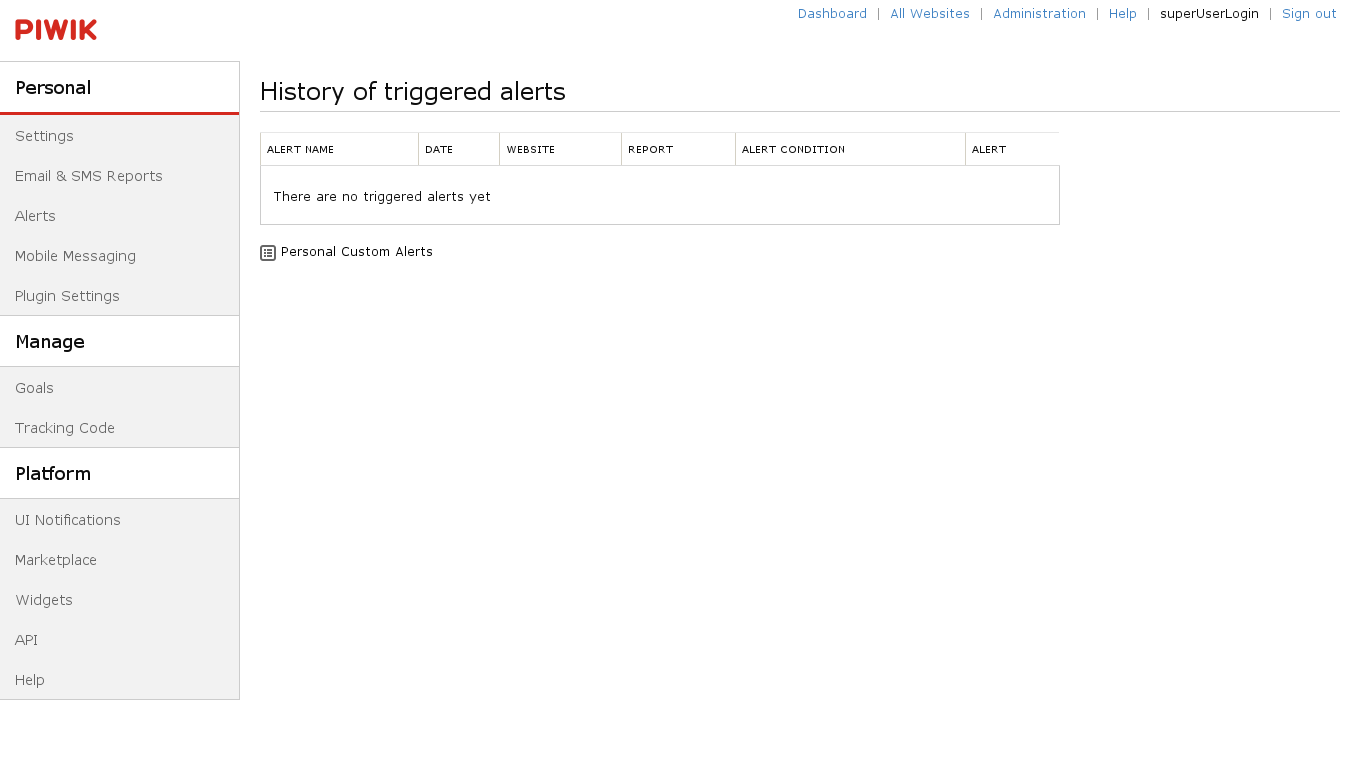 PIWIK
Dashboard | All Websites | Administration | Help | superUserLogin | Sign out
Personal
Settings
Email & SMS Reports
Alerts
Mobile Messaging
Plugin Settings
Manage
Goals
Tracking Code
Platform
UI Notifications
Marketplace
Widgets
API
Help
History of triggered alerts
ALERT NAME DATE WEBSITE REPORT ALERT CONDITION ALERT
There are no triggered alerts yet
Personal Custom Alerts